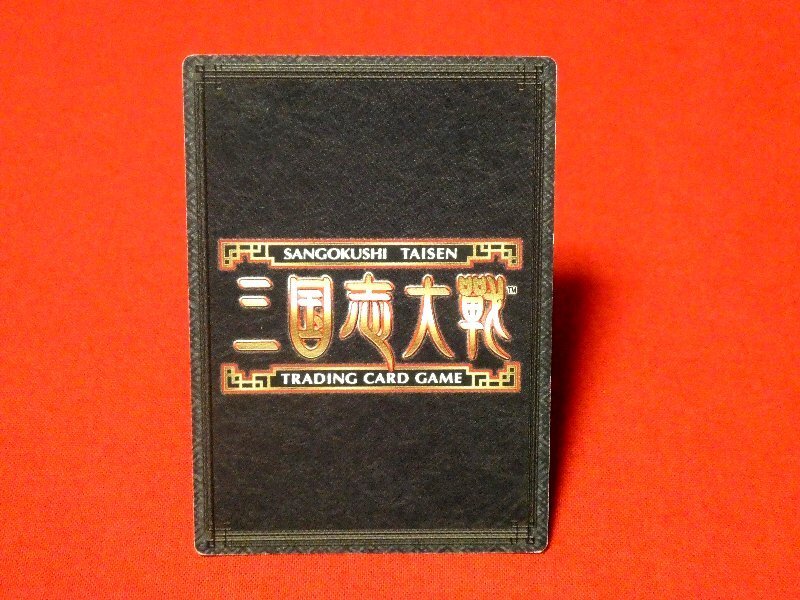 SANGOKUSHI TAISEN
三国志大戦™
TRADING CARD GAME